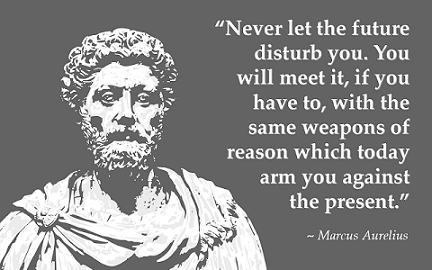 “Never let the future
disturb you. You
will meet it, if you
have to, with the
same weapons of
reason which today
arm you against
the present.”
~ Marcus Aurelius